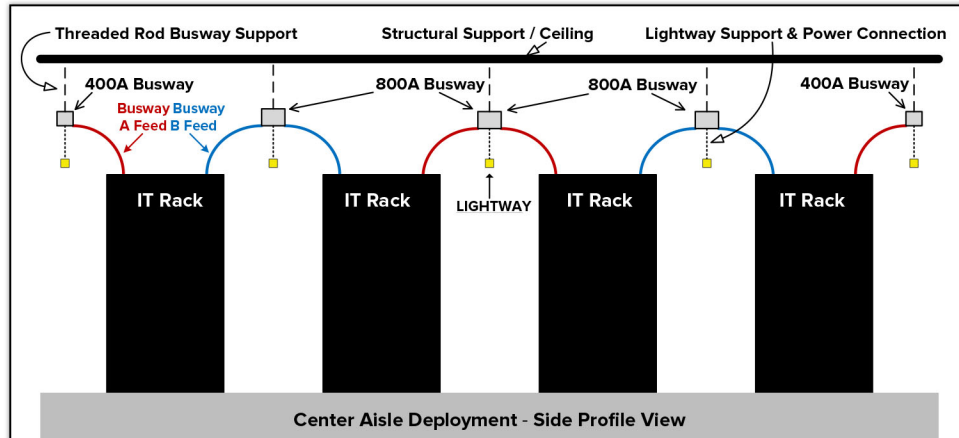 Threaded Rod Busway Support
Structural Support / Ceiling
Lightway Support & Power Connection
400A Busway
800A Busway
800A Busway
400A Busway
Busway Busway
A Feed B Feed
IT Rack
IT Rack
LIGHTWAY
IT Rack
IT Rack
Center Aisle Deployment - Side Profile View